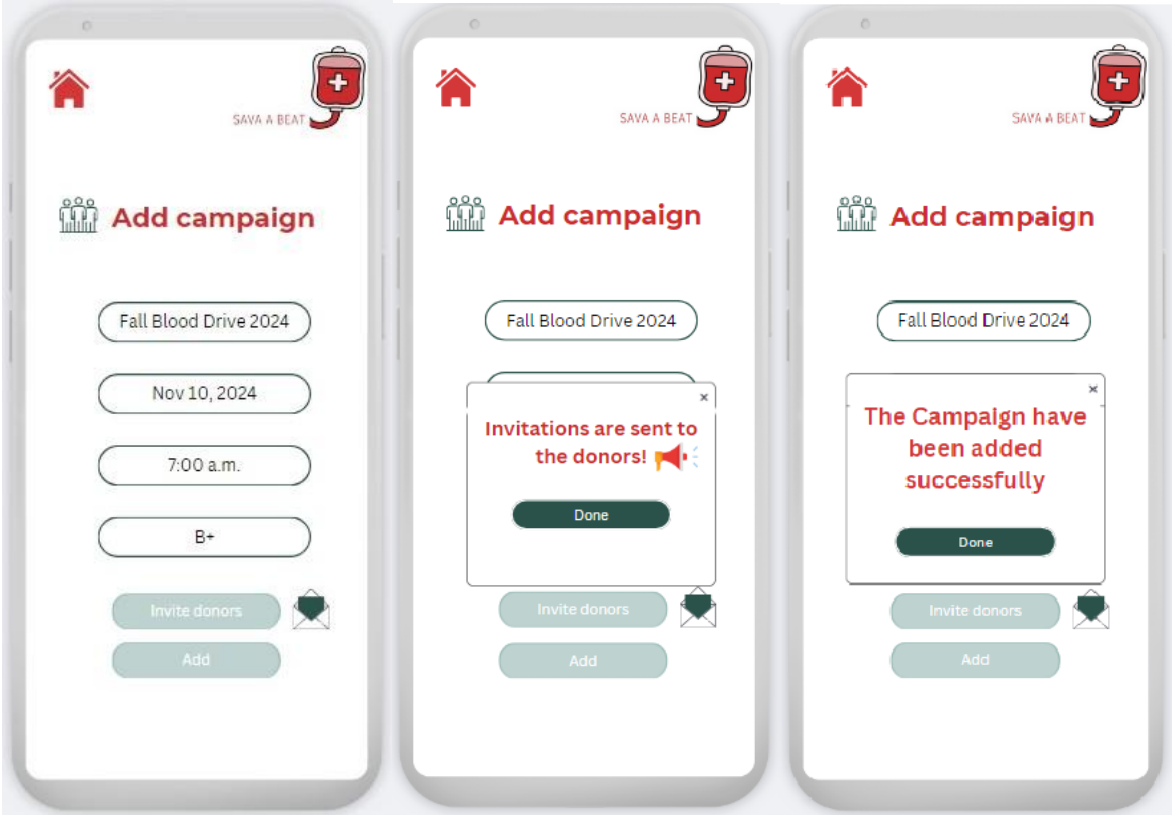 SAVA A BEAT
Add campaign
Fall Blood Drive 2024
Nov 10, 2024
7:00 a.m.
B+
Invite donors
Add
SAVA A BEAT
Add campaign
Fall Blood Drive 2024
×
Invitations are sent to
the donors!
Done
Invite donors
Add
SAVA A BEAT
Add campaign
Fall Blood Drive 2024
×
The Campaign have
been added
successfully
Done
Invite donors
Add